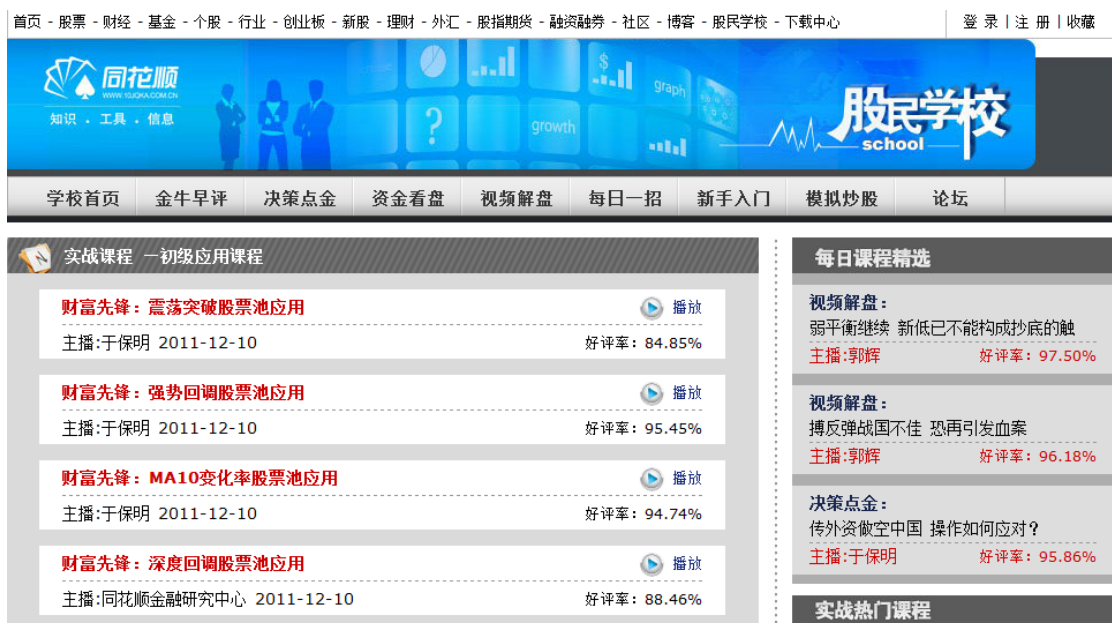 首页 - 股票 - 财经 - 基金 - 个股 - 行业 - 创业板 - 新股 - 理财 - 外汇 - 股指期货 - 融资融券 - 社区 - 博客 - 股民学校 - 下载中心
登 录 | 注 册 | 收藏
同花顺
WWW.10JQKA.COM.CN
知识 . 工具 . 信息
$
graph
?
growth
股民学校
school
学校首页 金牛早评 决策点金 资金看盘 视频解盘 每日一招 新手入门 模拟炒股 论坛
实战课程 —初级应用课程
财富先锋：震荡突破股票池应用 播放
主播:于保明 2011-12-10 好评率：84.85%
财富先锋：强势回调股票池应用 播放
主播:于保明 2011-12-10 好评率：95.45%
财富先锋：MA10变化率股票池应用 播放
主播:于保明 2011-12-10 好评率：94.74%
财富先锋：深度回调股票池应用 播放
主播:同花顺金融研究中心 2011-12-10 好评率：88.46%
每日课程精选
视频解盘：
弱平衡继续 新低已不能构成抄底的触
主播:郭辉 好评率：97.50%
视频解盘：
搏反弹战国不佳 恐再引发血案
主播:郭辉 好评率：96.18%
决策点金：
传外资做空中国 操作如何应对？
主播:于保明 好评率：95.86%
实战热门课程